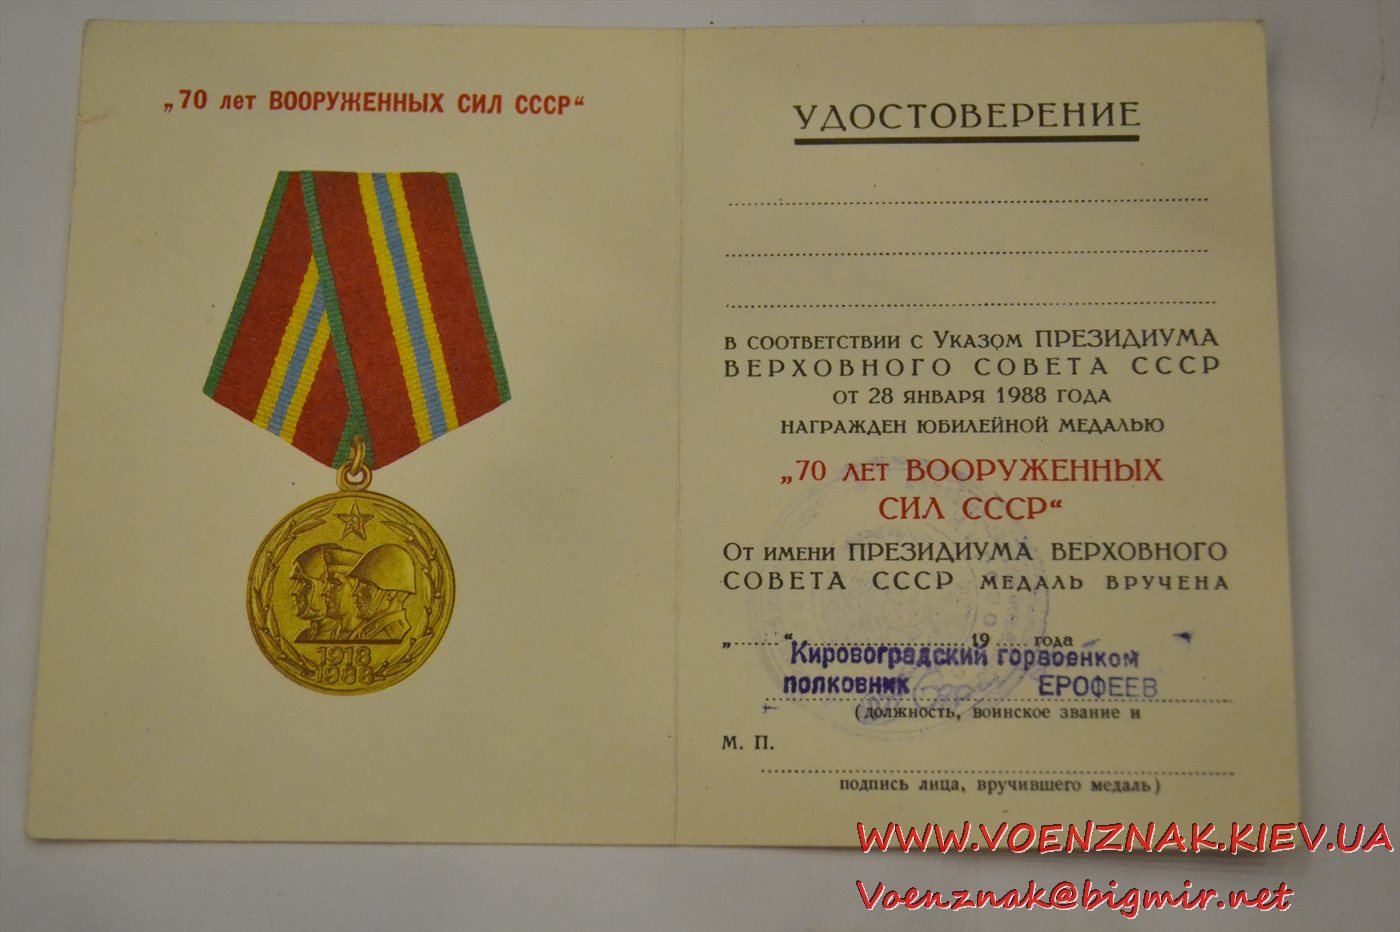 „70 лет ВООРУЖЕННЫХ СИЛ СССР“
1918
1988
УДОСТОВЕРЕНИЕ
В СООТВЕТСТВИИ С УКАЗОМ ПРЕЗИДИУМА
ВЕРХОВНОГО СОВЕТА СССР
ОТ 28 ЯНВАРЯ 1988 ГОДА
НАГРАЖДЕН ЮБИЛЕЙНОЙ МЕДАЛЬЮ
„70 ЛЕТ ВООРУЖЕННЫХ
СИЛ СССР“
ОТ ИМЕНИ ПРЕЗИДИУМА ВЕРХОВНОГО
СОВЕТА СССР МЕДАЛЬ ВРУЧЕНА
„.......“ .......................... 19 ..... года
Кировоградский горвоенком
полковник ЕРОФЕЕВ
(должность, воинское звание и
М. П.
подпись лица, вручившего медаль)
WWW.VOENZNAK.KIEV.UA
Voenznak@bigmir.net